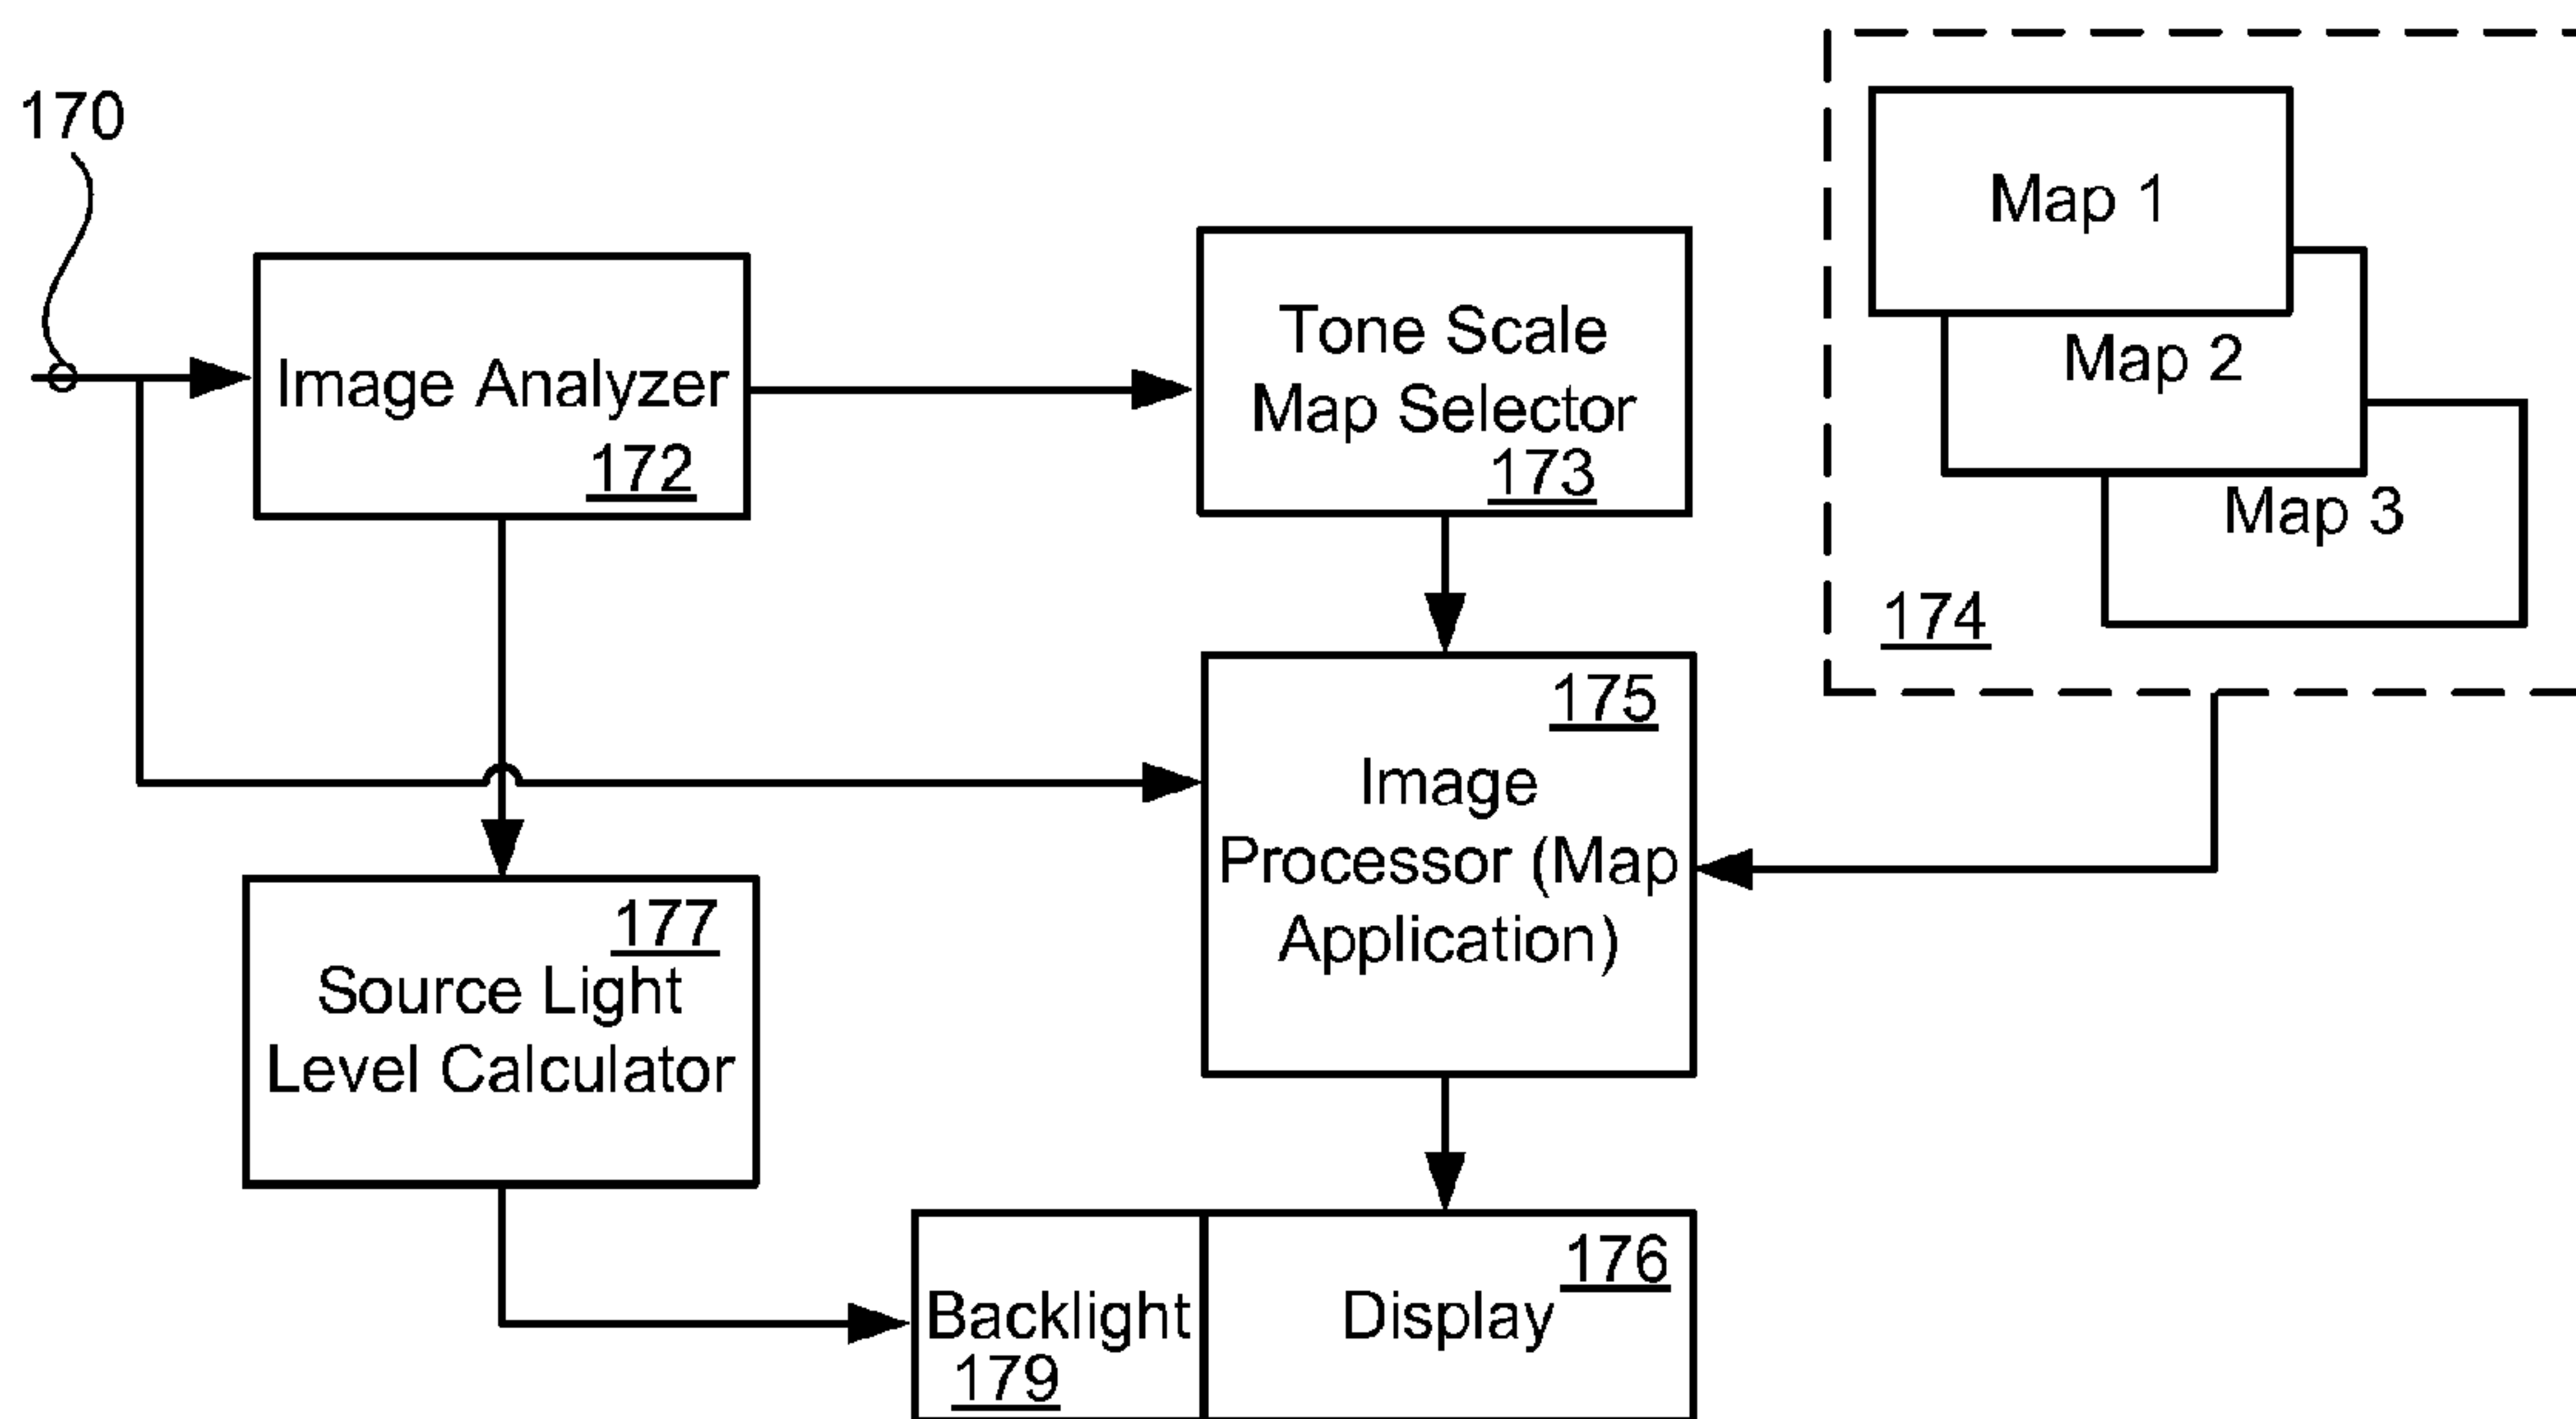 170
Image Analyzer
172
Tone Scale
Map Selector
173
Map 1
Map 2
Map 3
174
175
Image
Processor (Map
Application)
177
Source Light
Level Calculator
Backlight
179
176
Display